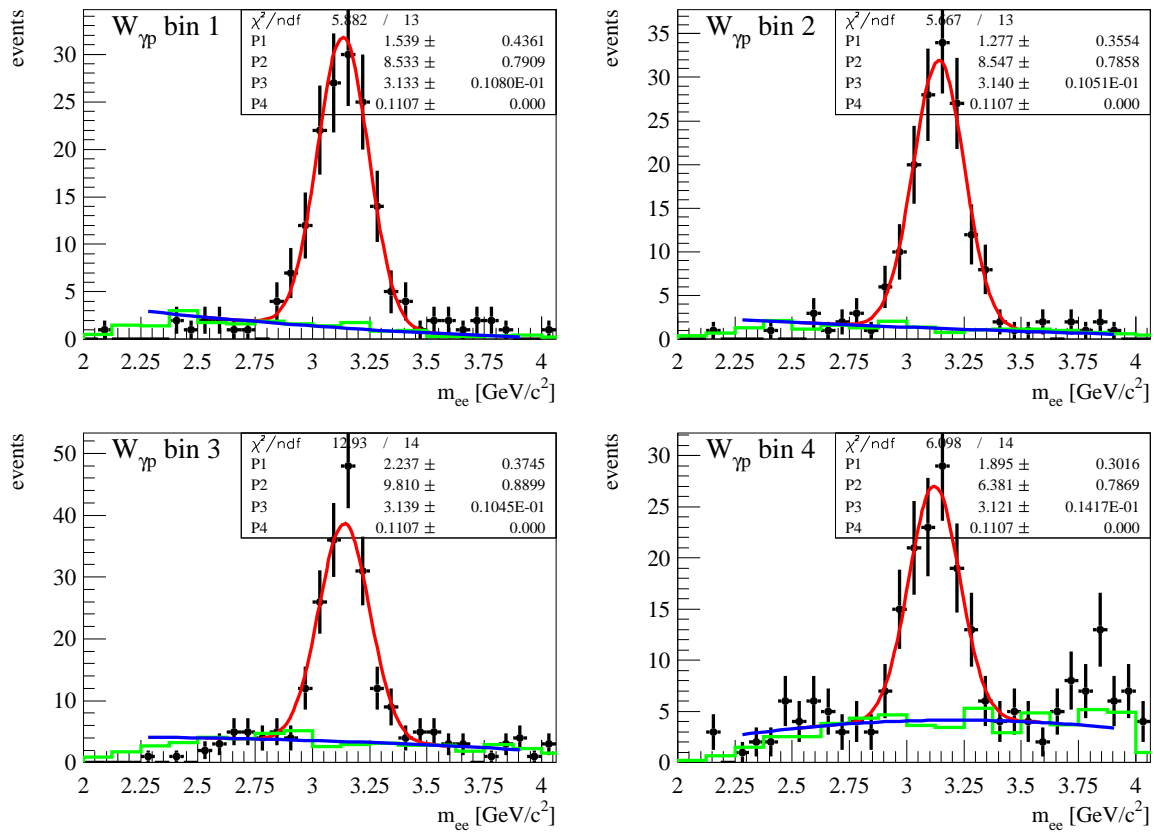 events
W_γp bin 1
χ²/ndf 5.882 / 13
P1 1.539 ± 0.4361
P2 8.533 ± 0.7909
P3 3.133 ± 0.1080E-01
P4 0.1107 ± 0.000
30
20
10
0
2 2.25 2.5 2.75 3 3.25 3.5 3.75 4
m_ee [GeV/c²]
events
W_γp bin 2
χ²/ndf 5.667 / 13
P1 1.277 ± 0.3554
P2 8.547 ± 0.7858
P3 3.140 ± 0.1051E-01
P4 0.1107 ± 0.000
35
30
25
20
15
10
5
0
2 2.25 2.5 2.75 3 3.25 3.5 3.75 4
m_ee [GeV/c²]
events
W_γp bin 3
χ²/ndf 12.93 / 14
P1 2.237 ± 0.3745
P2 9.810 ± 0.8899
P3 3.139 ± 0.1045E-01
P4 0.1107 ± 0.000
50
40
30
20
10
0
2 2.25 2.5 2.75 3 3.25 3.5 3.75 4
m_ee [GeV/c²]
events
W_γp bin 4
χ²/ndf 6.098 / 14
P1 1.895 ± 0.3016
P2 6.381 ± 0.7869
P3 3.121 ± 0.1417E-01
P4 0.1107 ± 0.000
30
25
20
15
10
5
0
2 2.25 2.5 2.75 3 3.25 3.5 3.75 4
m_ee [GeV/c²]